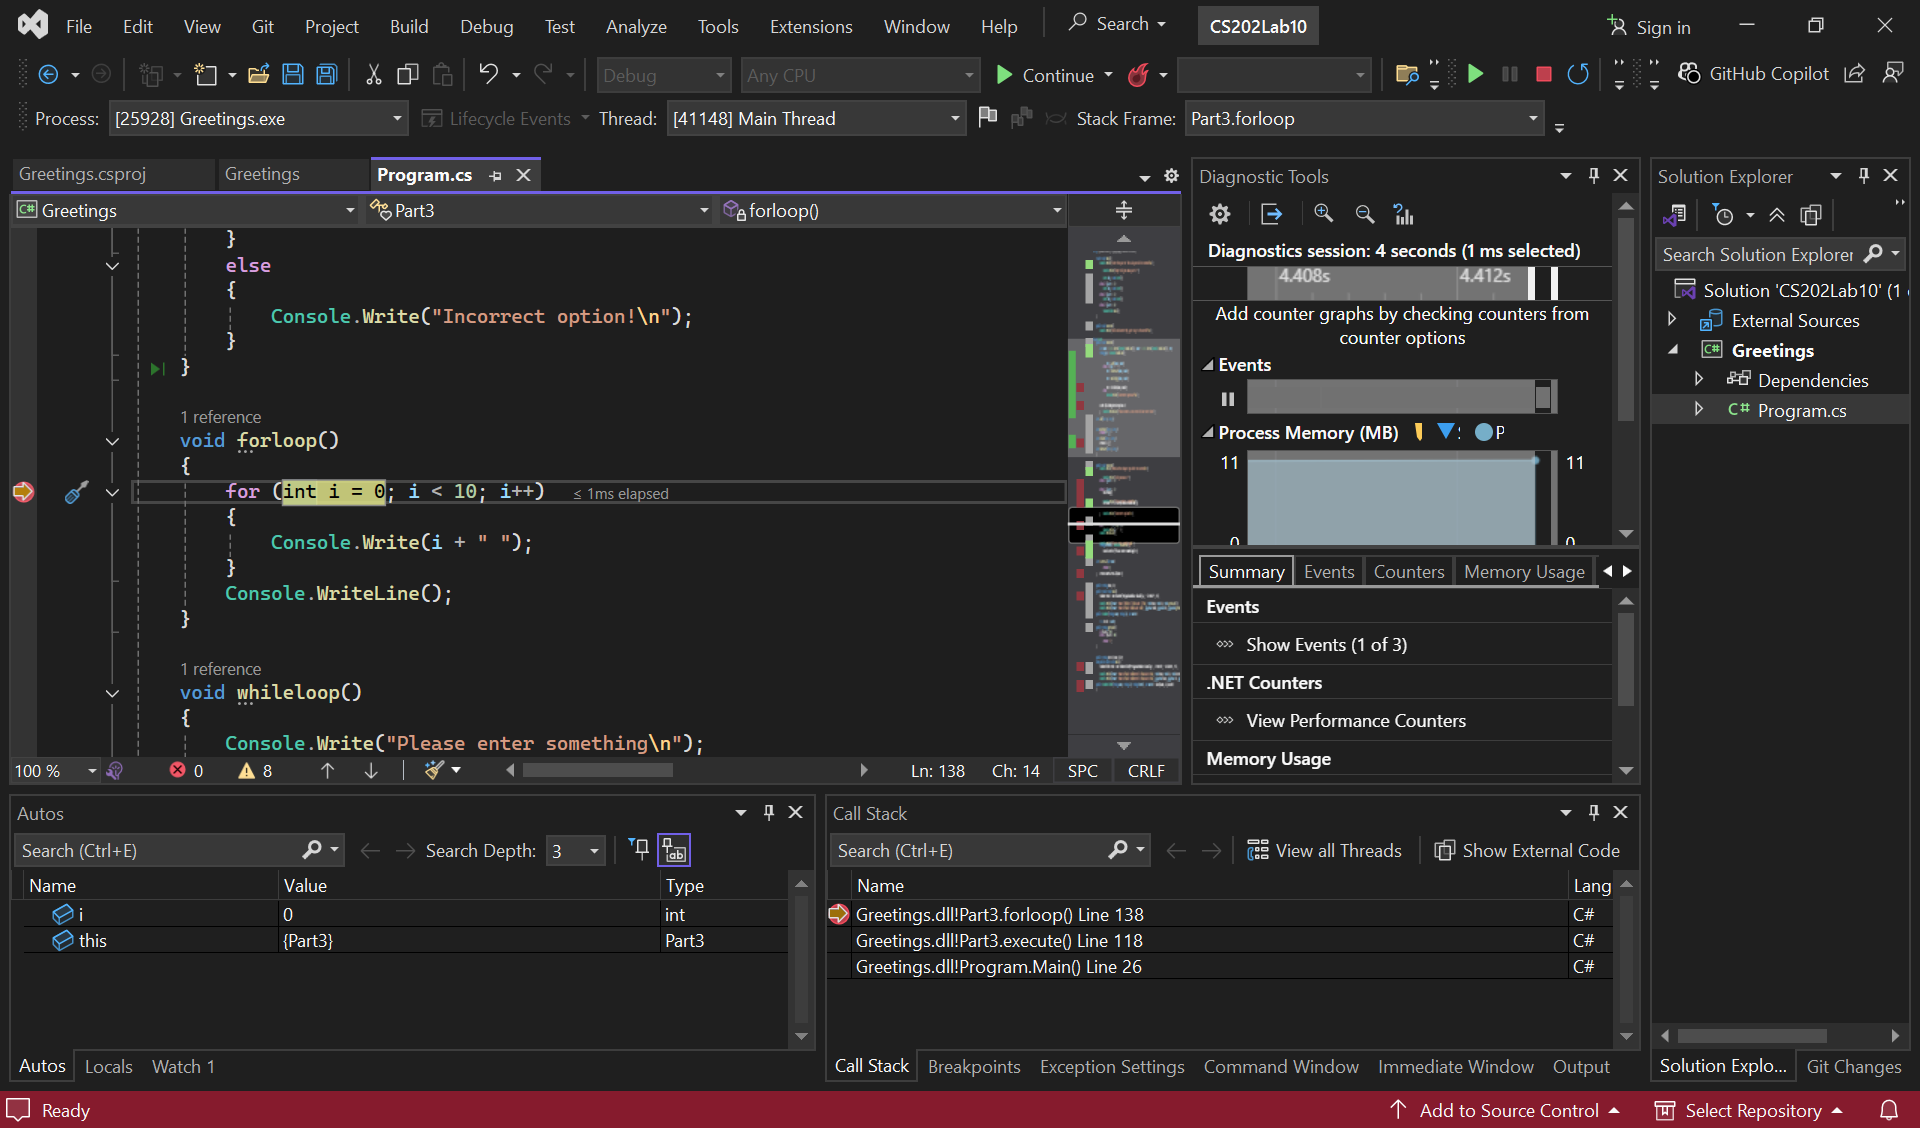 File Edit View Git Project Build Debug Test Analyze Tools Extensions Window Help Search CS202Lab10 Sign in
Debug Any CPU Continue GitHub Copilot
Process: [25928] Greetings.exe Lifecycle Events Thread: [41148] Main Thread Stack Frame: Part3.forloop
Greetings.csproj Greetings Program.cs
Greetings Part3 forloop()
}
else
{
Console.Write("Incorrect option!\n");
}
}
1 reference
void forloop()
{
for (int i = 0; i < 10; i++) ≤ 1ms elapsed
{
Console.Write(i + " ");
}
Console.WriteLine();
}
1 reference
void whileloop()
{
Console.Write("Please enter something\n");
100 % 0 8 Ln: 138 Ch: 14 SPC CRLF
Diagnostic Tools
Diagnostics session: 4 seconds (1 ms selected)
4.408s 4.412s
Add counter graphs by checking counters from
counter options
Events
Process Memory (MB) P
11 11
0 0
Summary Events Counters Memory Usage
Events
Show Events (1 of 3)
.NET Counters
View Performance Counters
Memory Usage
Solution Explorer
Search Solution Explorer
Solution 'CS202Lab10' (1
External Sources
Greetings
Dependencies
C# Program.cs
Autos
Search (Ctrl+E) Search Depth: 3
Name Value Type
i 0 int
this {Part3} Part3
Autos Locals Watch 1
Call Stack
Search (Ctrl+E) View all Threads Show External Code
Name Lang
Greetings.dll!Part3.forloop() Line 138 C#
Greetings.dll!Part3.execute() Line 118 C#
Greetings.dll!Program.Main() Line 26 C#
Call Stack Breakpoints Exception Settings Command Window Immediate Window Output
Solution Explo... Git Changes
Ready Add to Source Control Select Repository